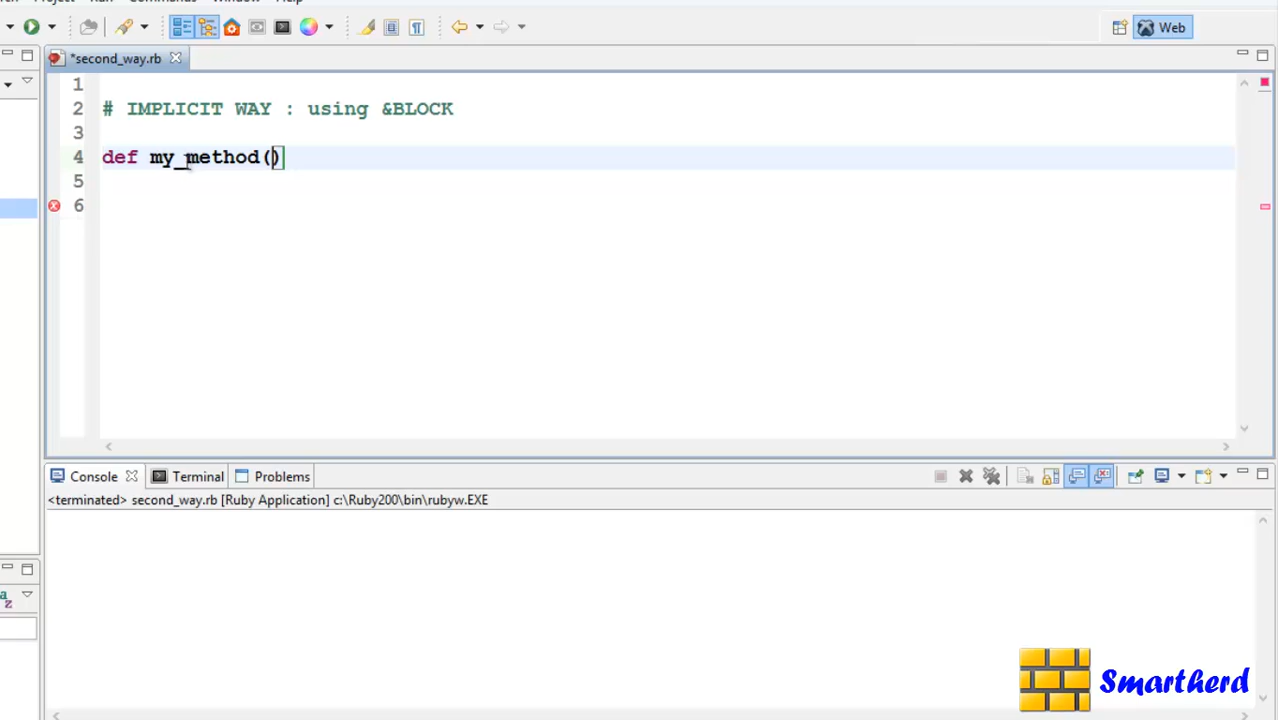 Web
*second_way.rb
1
2 # IMPLICIT WAY : using &BLOCK
3
4 def my_method()
5
6
Console Terminal Problems
<terminated> second_way.rb [Ruby Application] c:\Ruby200\bin\rubyw.EXE
a
z
Smartherd